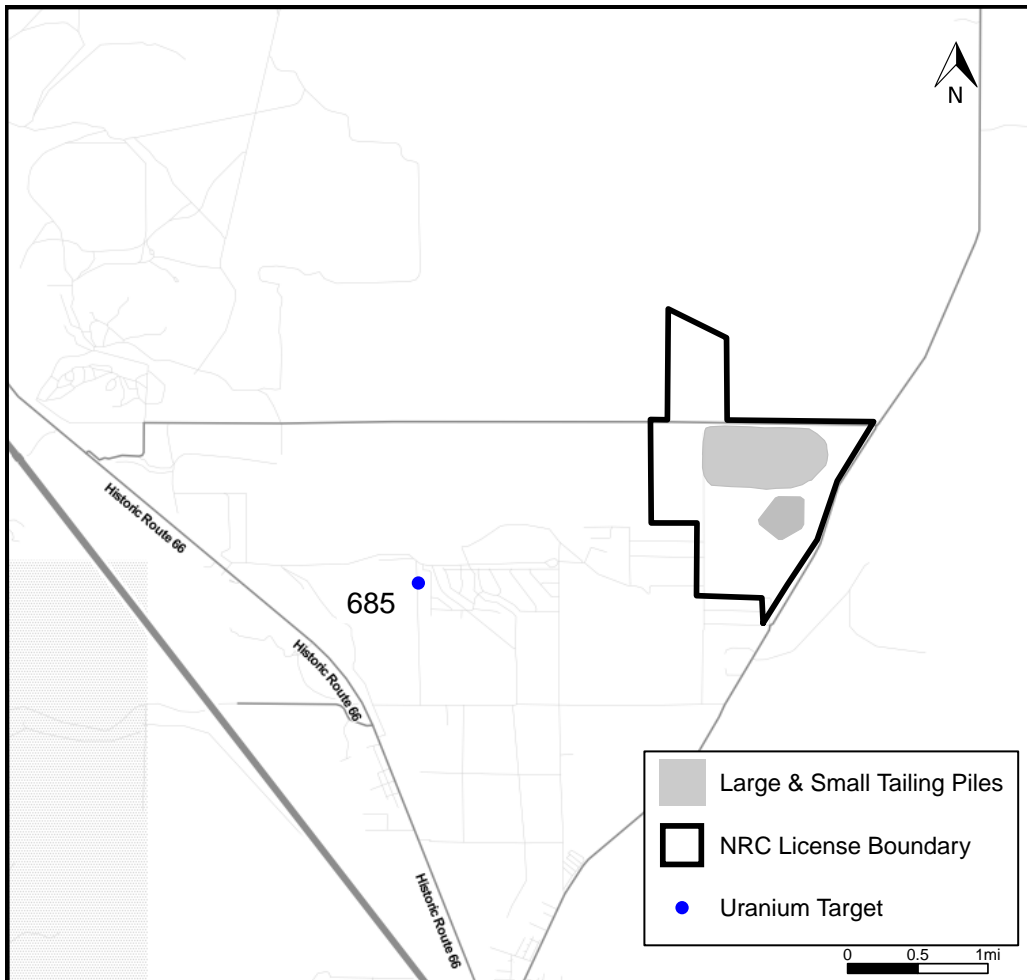 N
Historic Route 66
685
Historic Route 66
Historic Route 66
Large & Small Tailing Piles
NRC License Boundary
Uranium Target
0 0.5 1mi